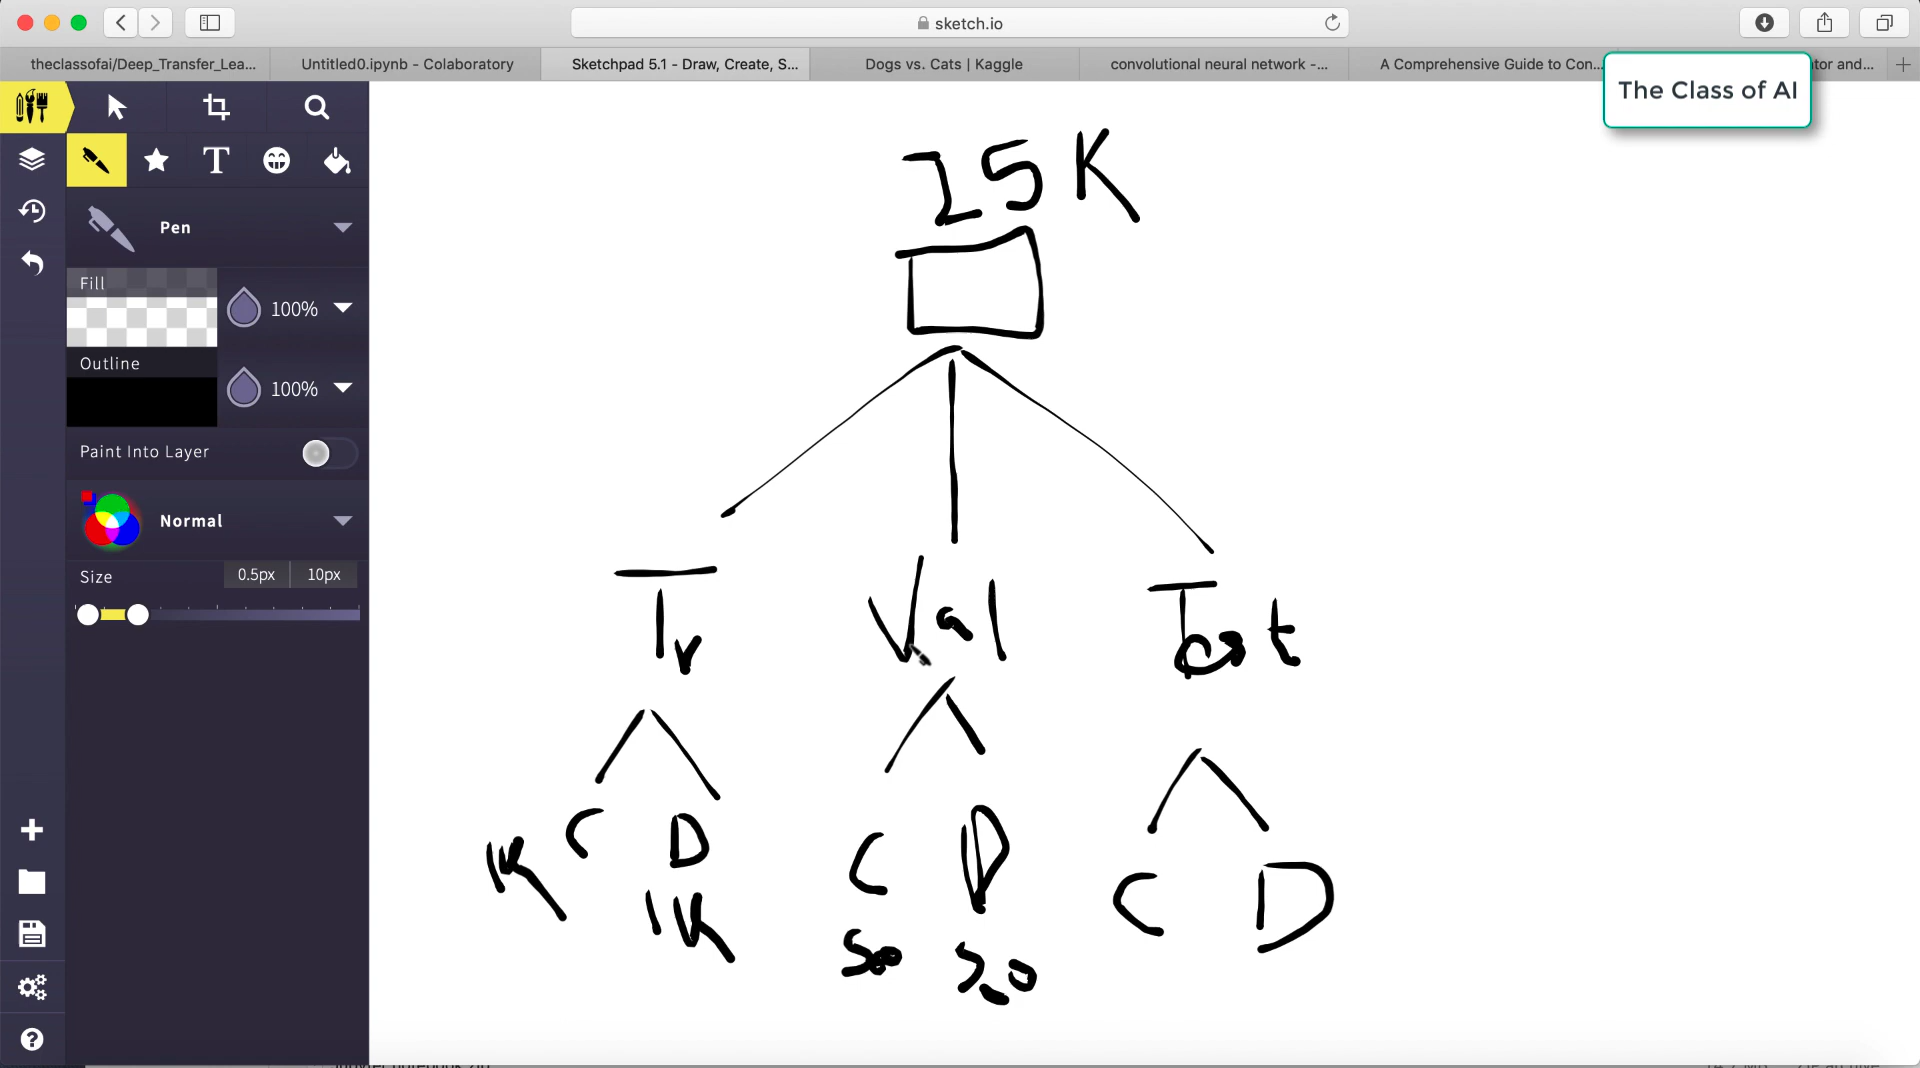 sketch.io
theclassofai/Deep_Transfer_Lea...
Untitled0.ipynb - Colaboratory
Sketchpad 5.1 - Draw, Create, S...
Dogs vs. Cats | Kaggle
convolutional neural network -...
A Comprehensive Guide to Con...
tor and...
The Class of AI
T
Pen
Fill
100%
Outline
100%
Paint Into Layer
Normal
Size
0.5px
10px
25 K
Tr
Val
Test
C D
C D
C D
1K
1K
500
500